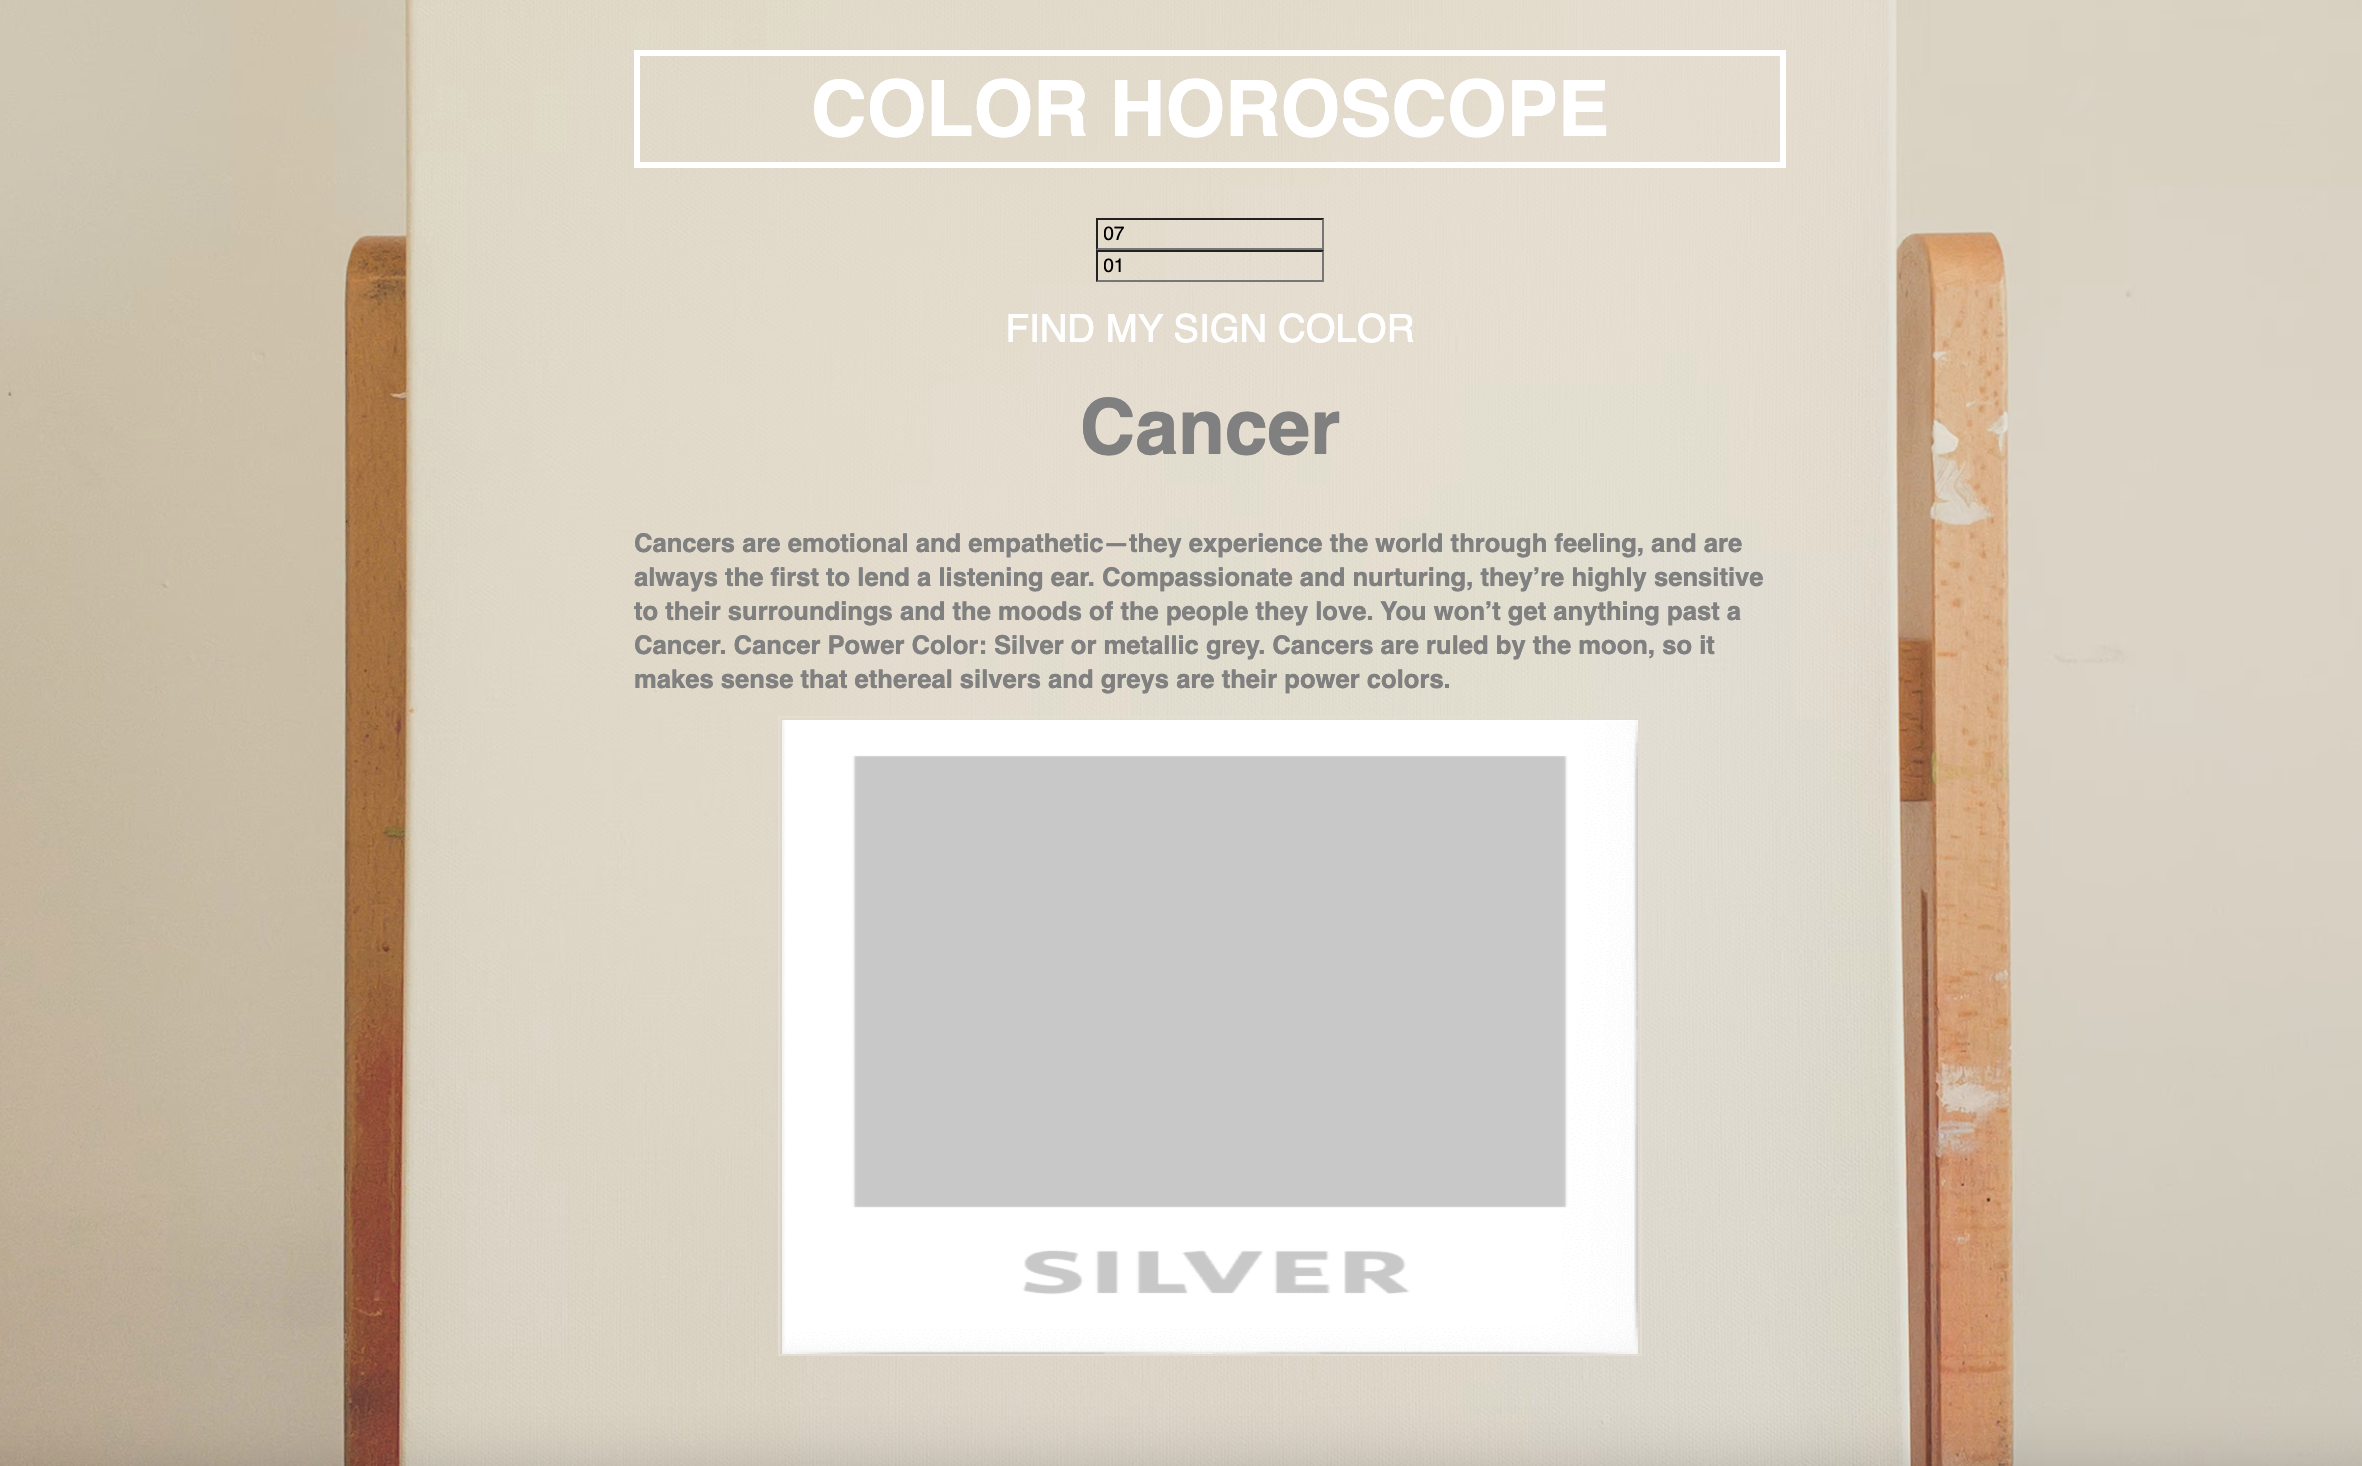 COLOR HOROSCOPE
07
01
FIND MY SIGN COLOR
Cancer
Cancers are emotional and empathetic—they experience the world through feeling, and are
always the first to lend a listening ear. Compassionate and nurturing, they’re highly sensitive
to their surroundings and the moods of the people they love. You won’t get anything past a
Cancer. Cancer Power Color: Silver or metallic grey. Cancers are ruled by the moon, so it
makes sense that ethereal silvers and greys are their power colors.
SILVER